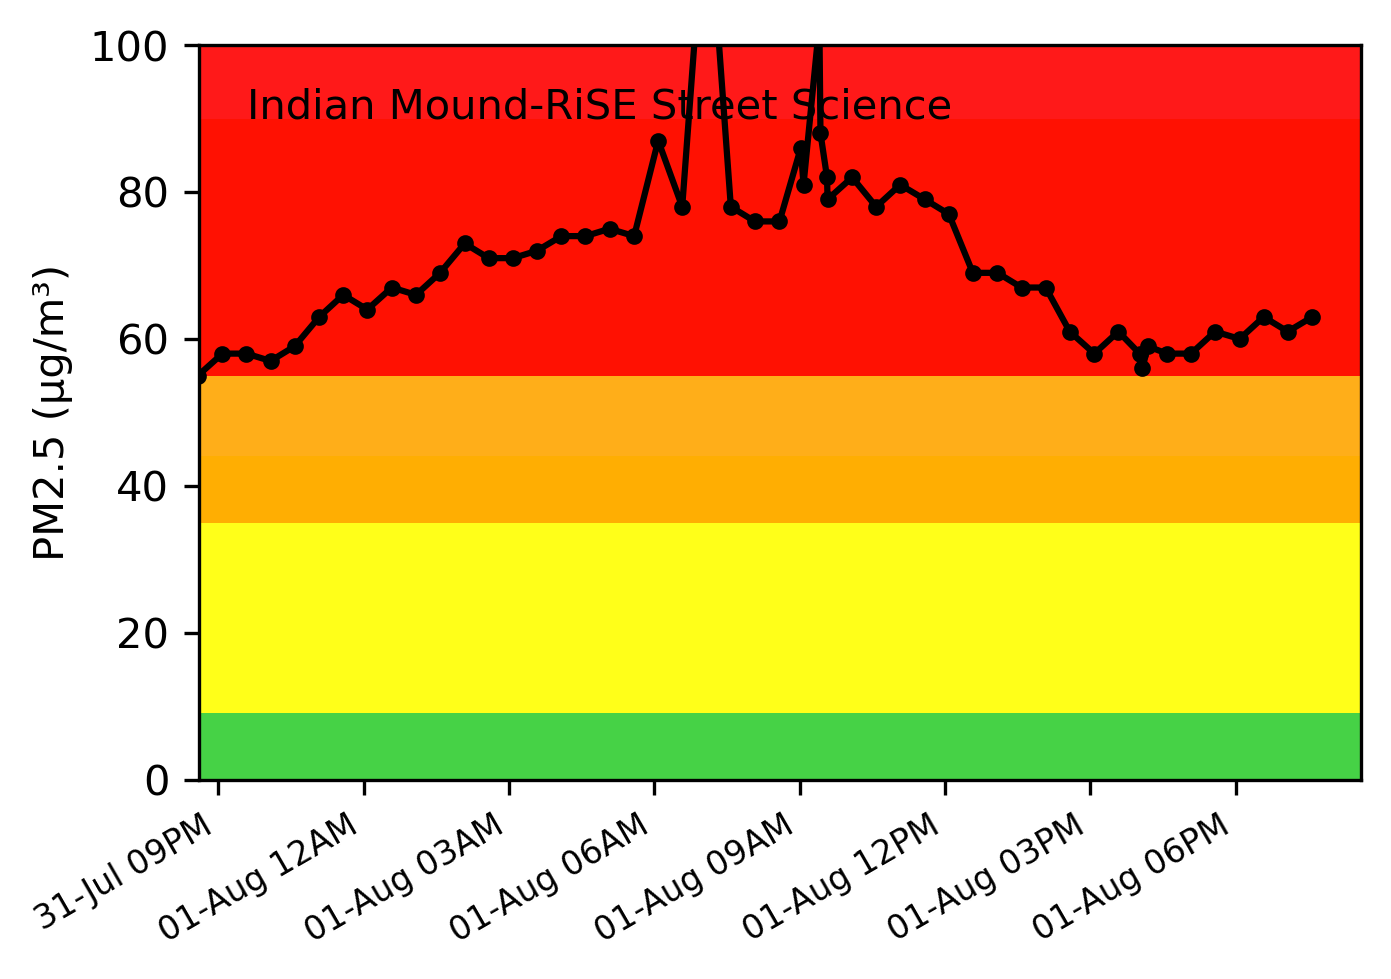 Indian Mound-RiSE Street Science
PM2.5 (µg/m³)
100
80
60
40
20
0
31-Jul 09PM
01-Aug 12AM
01-Aug 03AM
01-Aug 06AM
01-Aug 09AM
01-Aug 12PM
01-Aug 03PM
01-Aug 06PM